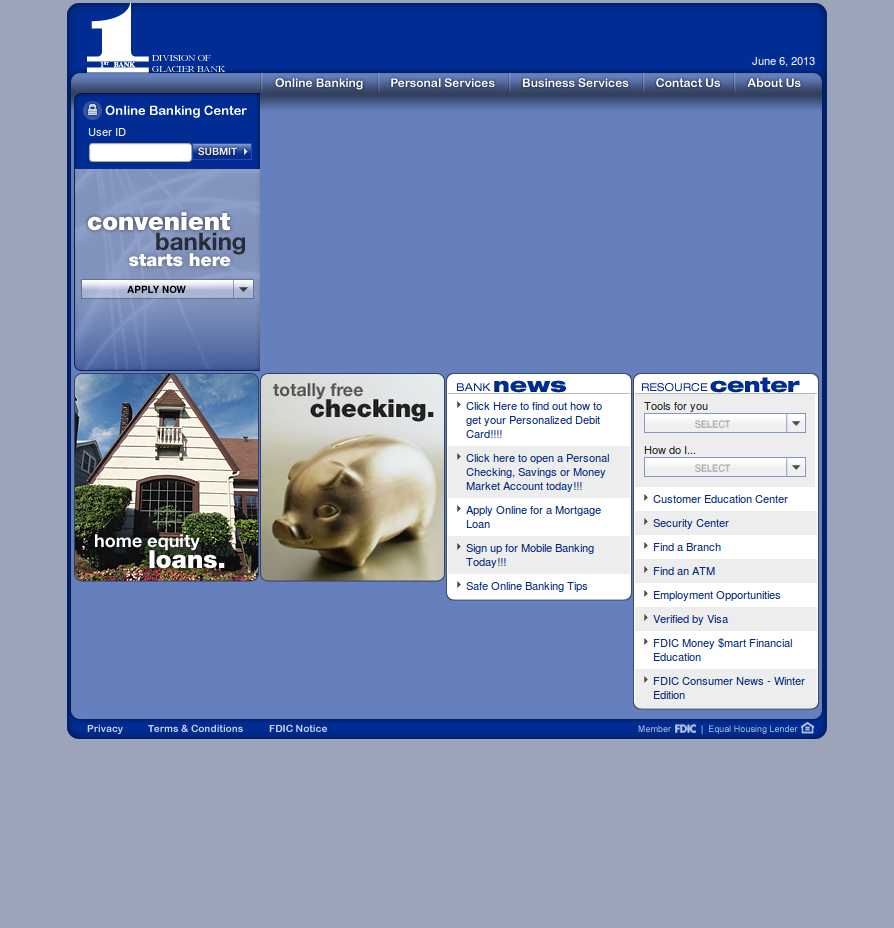 1
1ST BANK
DIVISION OF
GLACIER BANK
June 6, 2013
Online Banking
Personal Services
Business Services
Contact Us
About Us
Online Banking Center
User ID
SUBMIT
convenient
banking
starts here
APPLY NOW
home equity
loans.
totally free
checking.
BANK news
Click Here to find out how to
get your Personalized Debit
Card!!!!
Click here to open a Personal
Checking, Savings or Money
Market Account today!!!
Apply Online for a Mortgage
Loan
Sign up for Mobile Banking
Today!!!
Safe Online Banking Tips
RESOURCE center
Tools for you
SELECT
How do I...
SELECT
Customer Education Center
Security Center
Find a Branch
Find an ATM
Employment Opportunities
Verified by Visa
FDIC Money $mart Financial
Education
FDIC Consumer News - Winter
Edition
Privacy
Terms & Conditions
FDIC Notice
Member FDIC | Equal Housing Lender